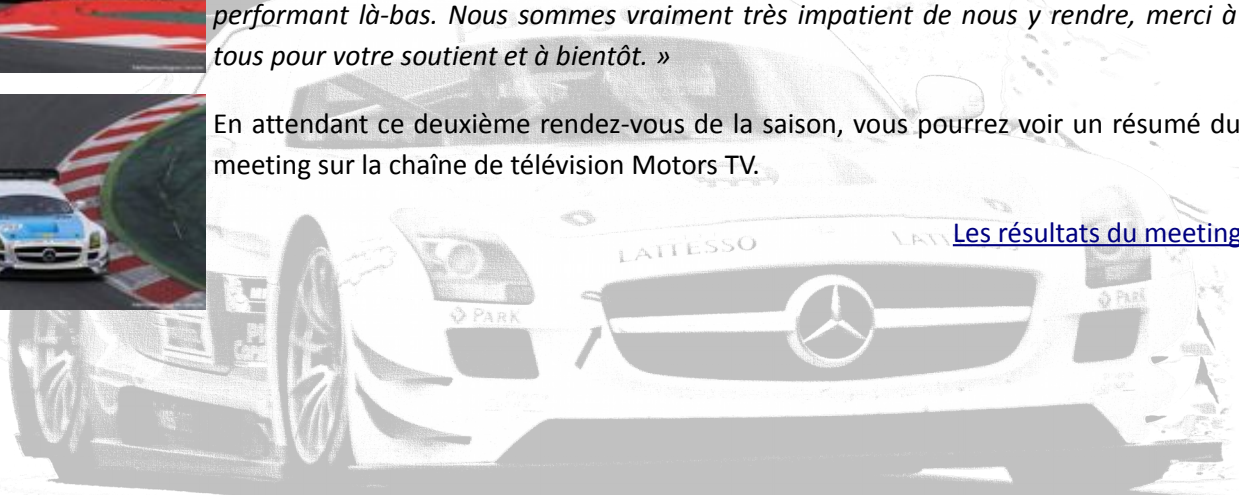 performant là-bas. Nous sommes vraiment très impatient de nous y rendre, merci à
tous pour votre soutient et à bientôt. »
En attendant ce deuxième rendez-vous de la saison, vous pourrez voir un résumé du
meeting sur la chaîne de télévision Motors TV.
Les résultats du meeting
LATTESSO
PARK
PARK